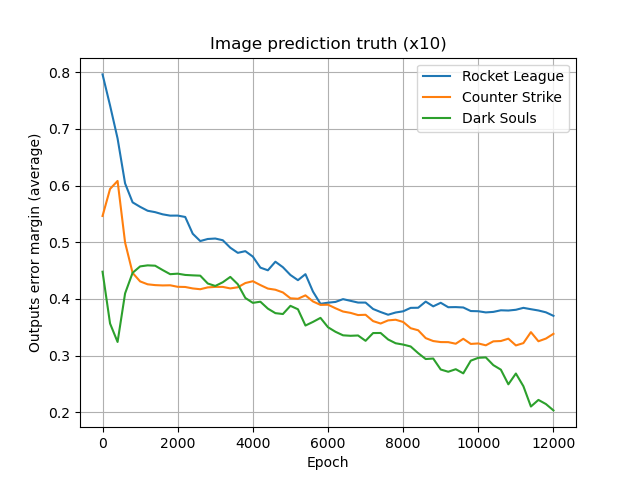 Image prediction truth (x10)
Rocket League
Counter Strike
Dark Souls
Outputs error margin (average)
0.8
0.7
0.6
0.5
0.4
0.3
0.2
0 2000 4000 6000 8000 10000 12000
Epoch